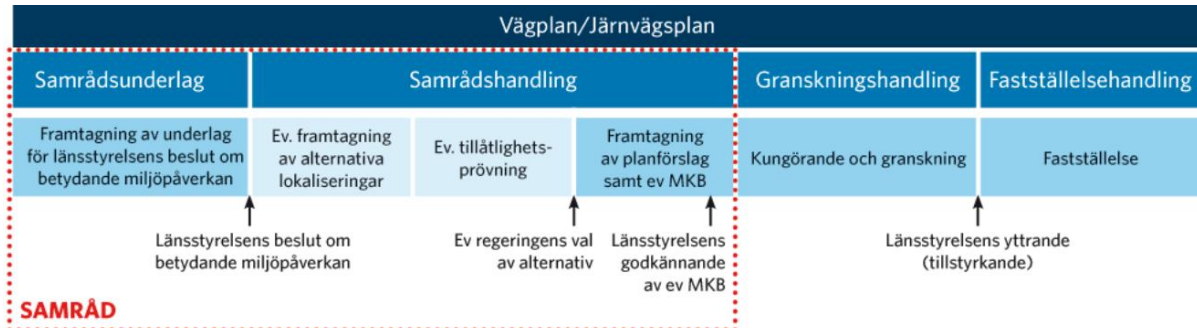 Vägplan/Järnvägsplan
Samrådsunderlag
Samrådshandling
Granskningshandling
Fastställelsehandling
Framtagning av underlag
för länsstyrelsens beslut om
betydande miljöpåverkan
Ev. framtagning
av alternativa
lokaliseringar
Ev. tillåtlighets-
prövning
Framtagning
av planförslag
samt ev MKB
Kungörande och granskning
Fastställelse
Länsstyrelsens beslut om
betydande miljöpåverkan
Ev regeringens val
av alternativ
Länsstyrelsens
godkännande
av ev MKB
Länsstyrelsens yttrande
(tillstyrkande)
SAMRÅD